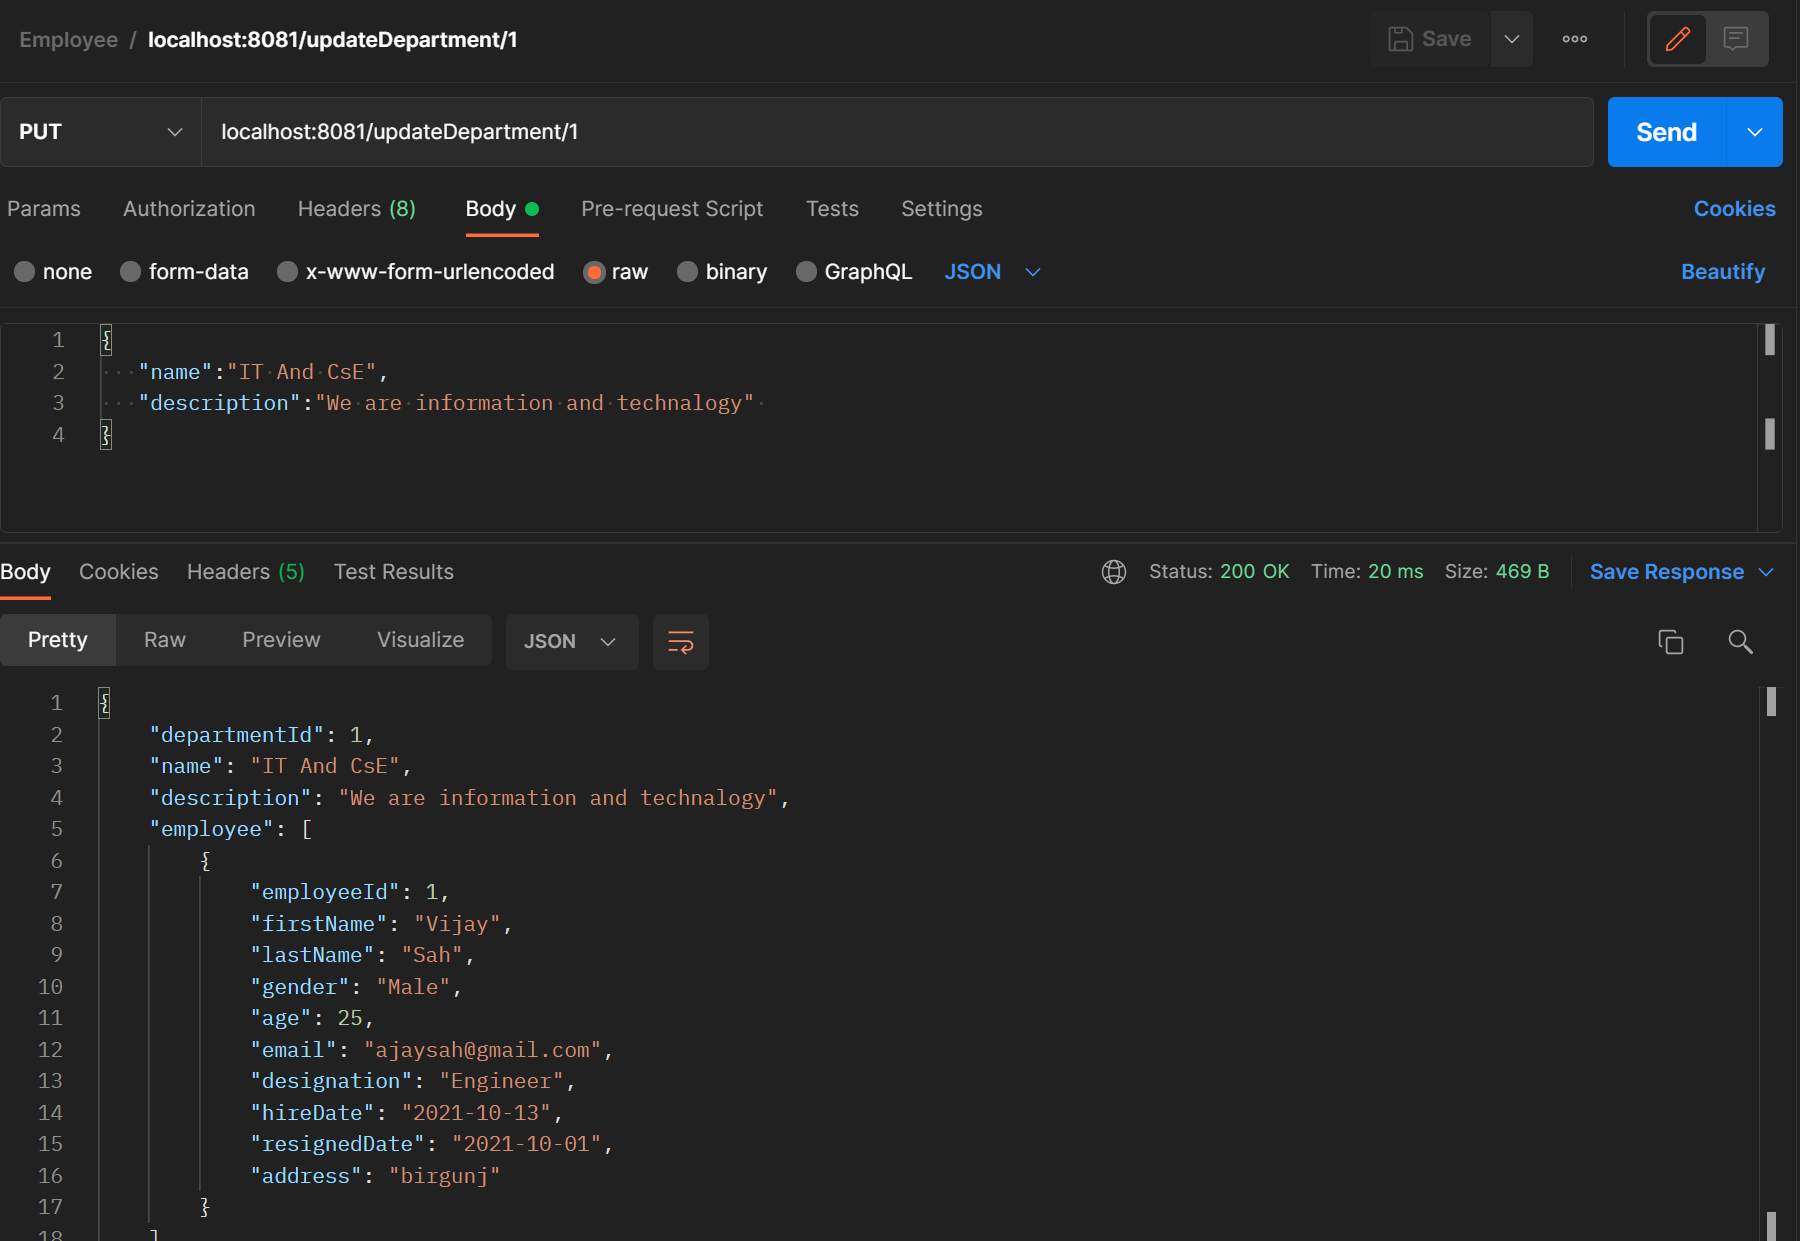 Employee / localhost:8081/updateDepartment/1
Save
PUT
localhost:8081/updateDepartment/1
Send
Params Authorization Headers (8) Body Pre-request Script Tests Settings Cookies
none form-data x-www-form-urlencoded raw binary GraphQL JSON Beautify
1 {
2 "name":"IT And CsE",
3 "description":"We are information and technalogy"
4 }
Body Cookies Headers (5) Test Results Status: 200 OK Time: 20 ms Size: 469 B Save Response
Pretty Raw Preview Visualize JSON
1 {
2 "departmentId": 1,
3 "name": "IT And CsE",
4 "description": "We are information and technalogy",
5 "employee": [
6 {
7 "employeeId": 1,
8 "firstName": "Vijay",
9 "lastName": "Sah",
10 "gender": "Male",
11 "age": 25,
12 "email": "ajaysah@gmail.com",
13 "designation": "Engineer",
14 "hireDate": "2021-10-13",
15 "resignedDate": "2021-10-01",
16 "address": "birgunj"
17 }
18 ]